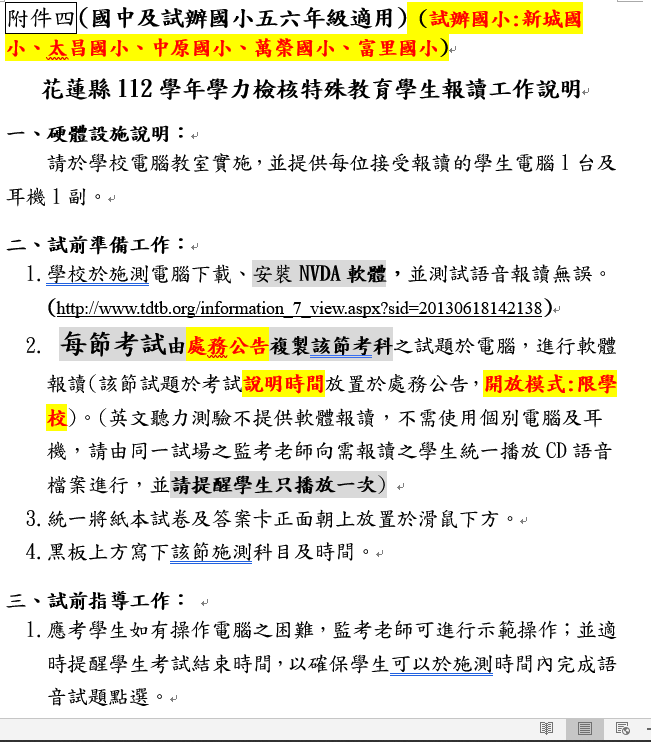 附件四(國中及試辦國小五六年級適用) (試辦國小:新城國
小、太昌國小、中原國小、萬榮國小、富里國小)
花蓮縣 112 學年學力檢核特殊教育學生報讀工作說明
一、硬體設施說明：
請於學校電腦教室實施，並提供每位接受報讀的學生電腦 1 台及
耳機 1 副。
二、試前準備工作：
1. 學校於施測電腦下載、安裝 NVDA 軟體，並測試語音報讀無誤。
(http://www.tdtb.org/information_7_view.aspx?sid=20130618142138)
2. 每節考試由處務公告複製該節考科之試題於電腦，進行軟體
報讀(該節試題於考試說明時間放置於處務公告，開放模式:限學
校)。(英文聽力測驗不提供軟體報讀，不需使用個別電腦及耳
機，請由同一試場之監考老師向需報讀之學生統一播放 CD 語音
檔案進行，並請提醒學生只播放一次)
3. 統一將紙本試卷及答案卡正面朝上放置於滑鼠下方。
4. 黑板上方寫下該節施測科目及時間。
三、試前指導工作：
1. 應考學生如有操作電腦之困難，監考老師可進行示範操作；並適
時提醒學生考試結束時間，以確保學生可以於施測時間內完成語
音試題點選。